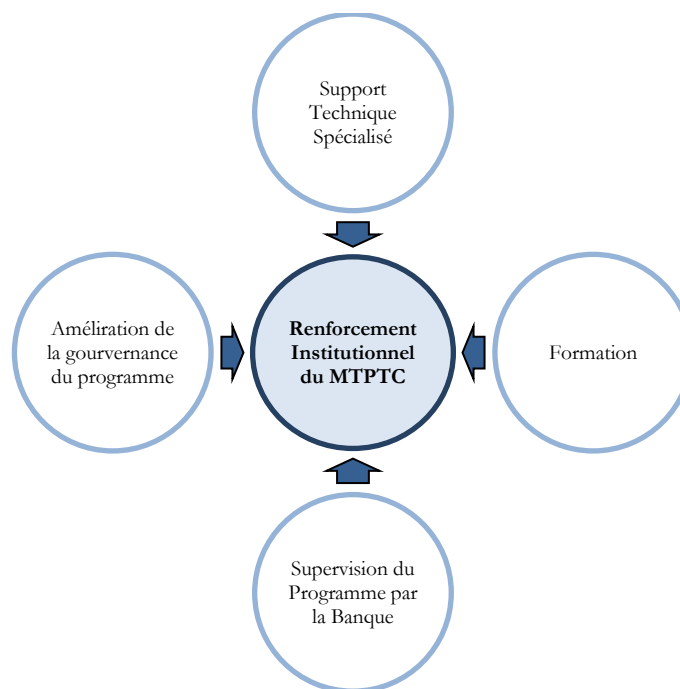 Support
Technique
Spécialisé
Améliration de
la gourvernance
du programme
Renforcement
Institutionnel
du MTPTC
Formation
Supervision du
Programme par
la Banque